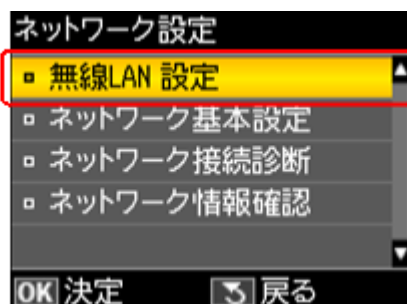 ネットワーク設定
無線LAN 設定
ネットワーク基本設定
ネットワーク接続診断
ネットワーク情報確認
OK 決定 戻る